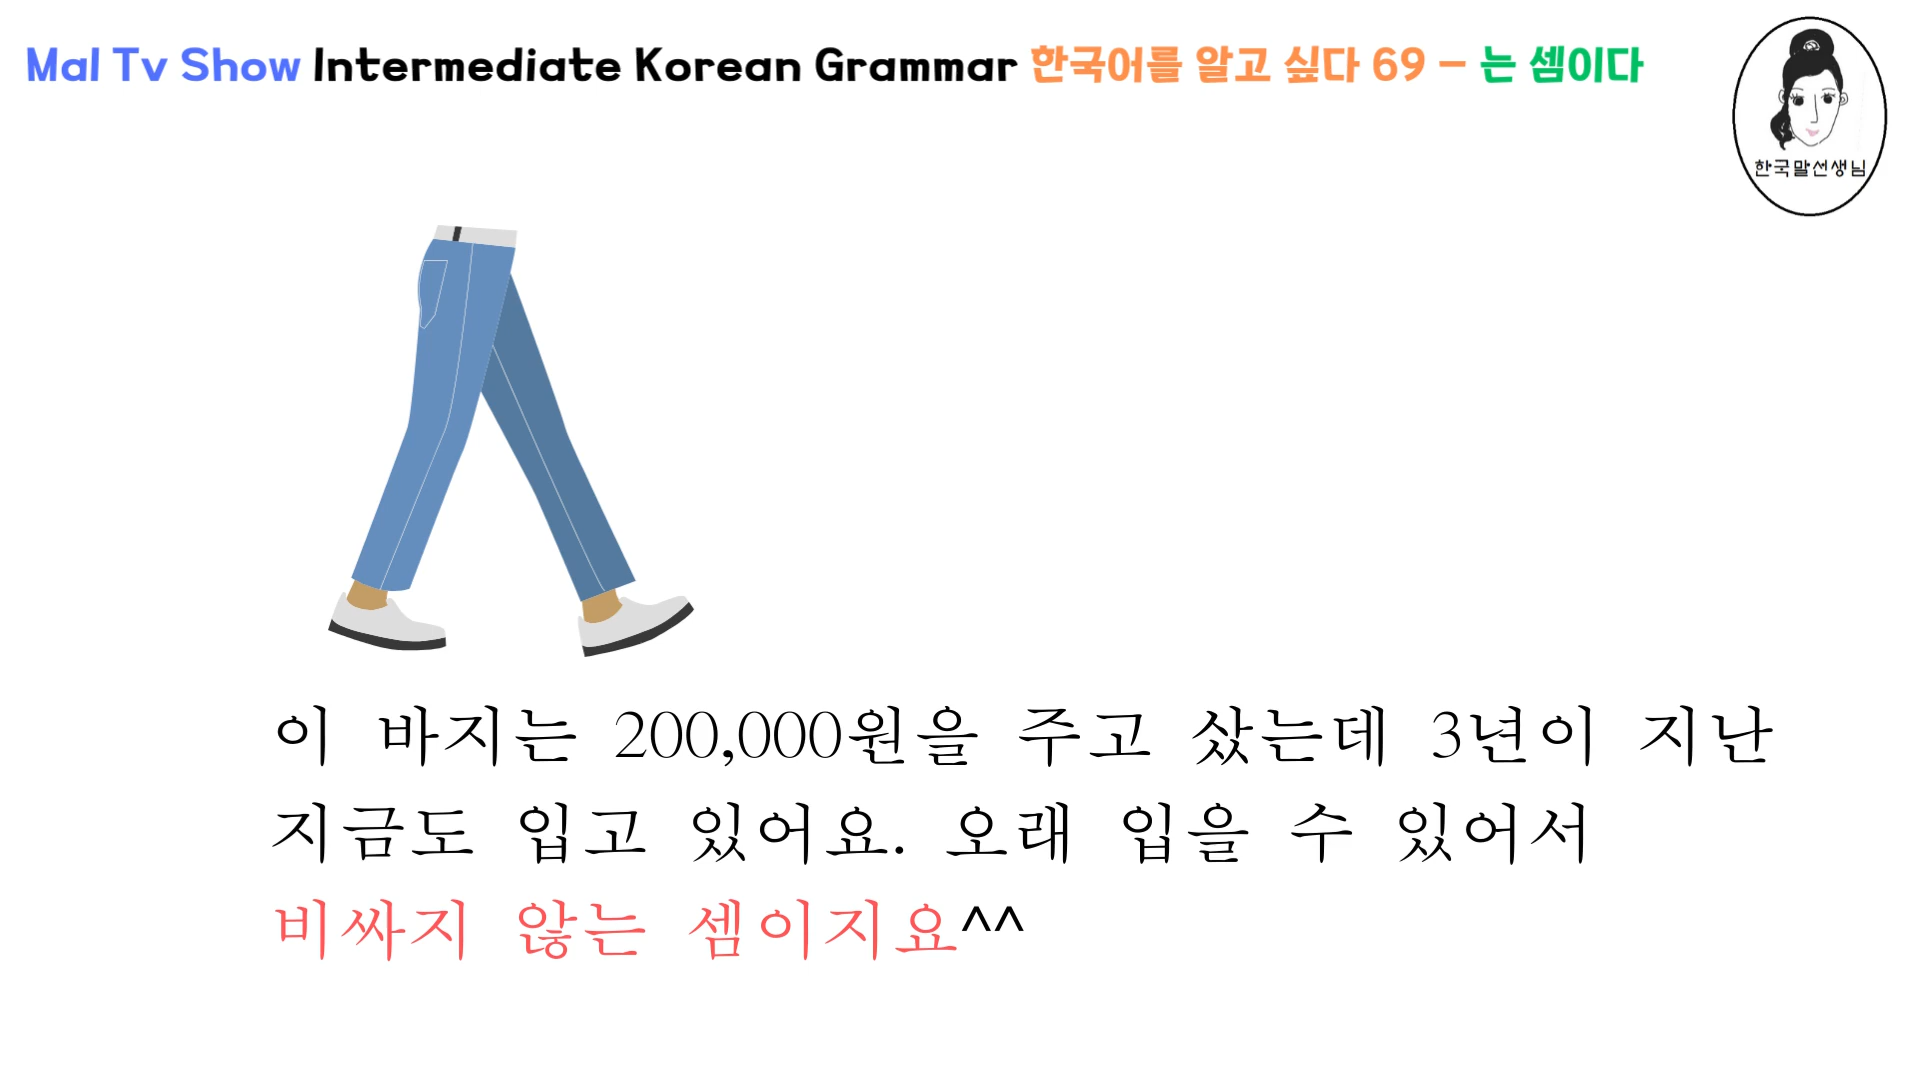 Mal Tv Show Intermediate Korean Grammar 한국어를 알고 싶다 69 - 는 셈이다
한국말선생님
이 바지는 200,000원을 주고 샀는데 3년이 지난
지금도 입고 있어요. 오래 입을 수 있어서
비싸지 않는 셈이지요^^